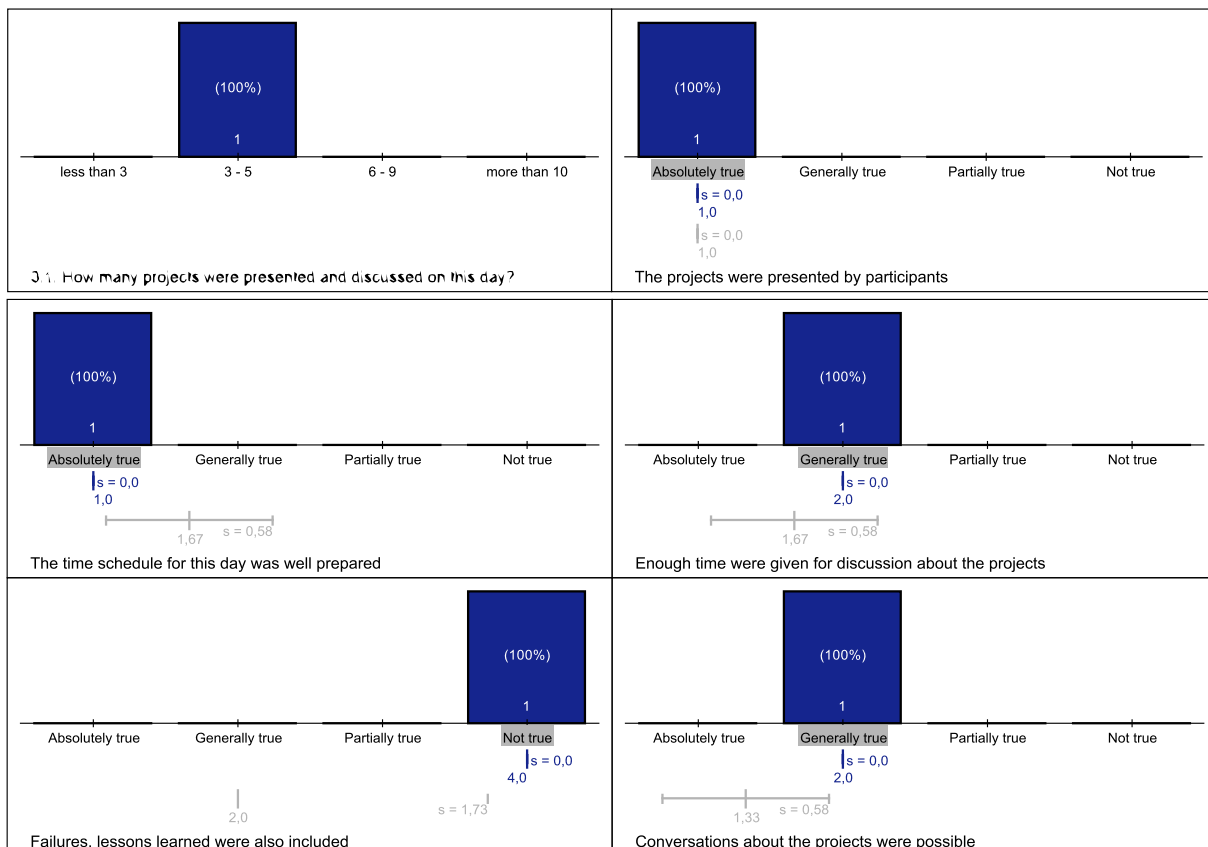 (100%)
1
less than 3 3 - 5 6 - 9 more than 10
3.1. How many projects were presented and discussed on this day?
(100%)
1
Absolutely true Generally true Partially true Not true
s = 0,0
1,0
s = 0,0
1,0
The projects were presented by participants
(100%)
1
Absolutely true Generally true Partially true Not true
s = 0,0
1,0
s = 0,58
1,67
The time schedule for this day was well prepared
(100%)
1
Absolutely true Generally true Partially true Not true
s = 0,0
2,0
s = 0,58
1,67
Enough time were given for discussion about the projects
(100%)
1
Absolutely true Generally true Partially true Not true
s = 0,0
4,0
s = 1,73
2,0
Failures, lessons learned were also included
(100%)
1
Absolutely true Generally true Partially true Not true
s = 0,0
2,0
s = 0,58
1,33
Conversations about the projects were possible